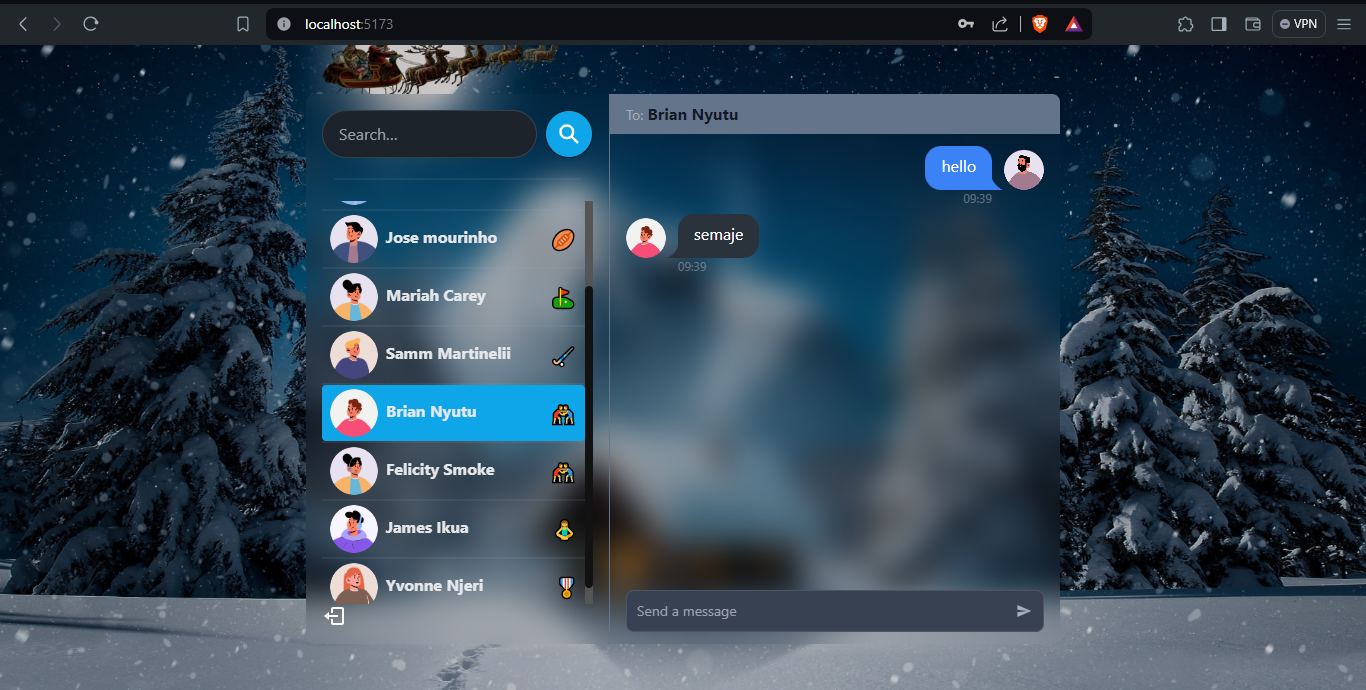 localhost:5173
VPN
Search...
Jose mourinho
Mariah Carey
Samm Martinelii
Brian Nyutu
Felicity Smoke
James Ikua
Yvonne Njeri
To: Brian Nyutu
hello
09:39
semaje
09:39
Send a message